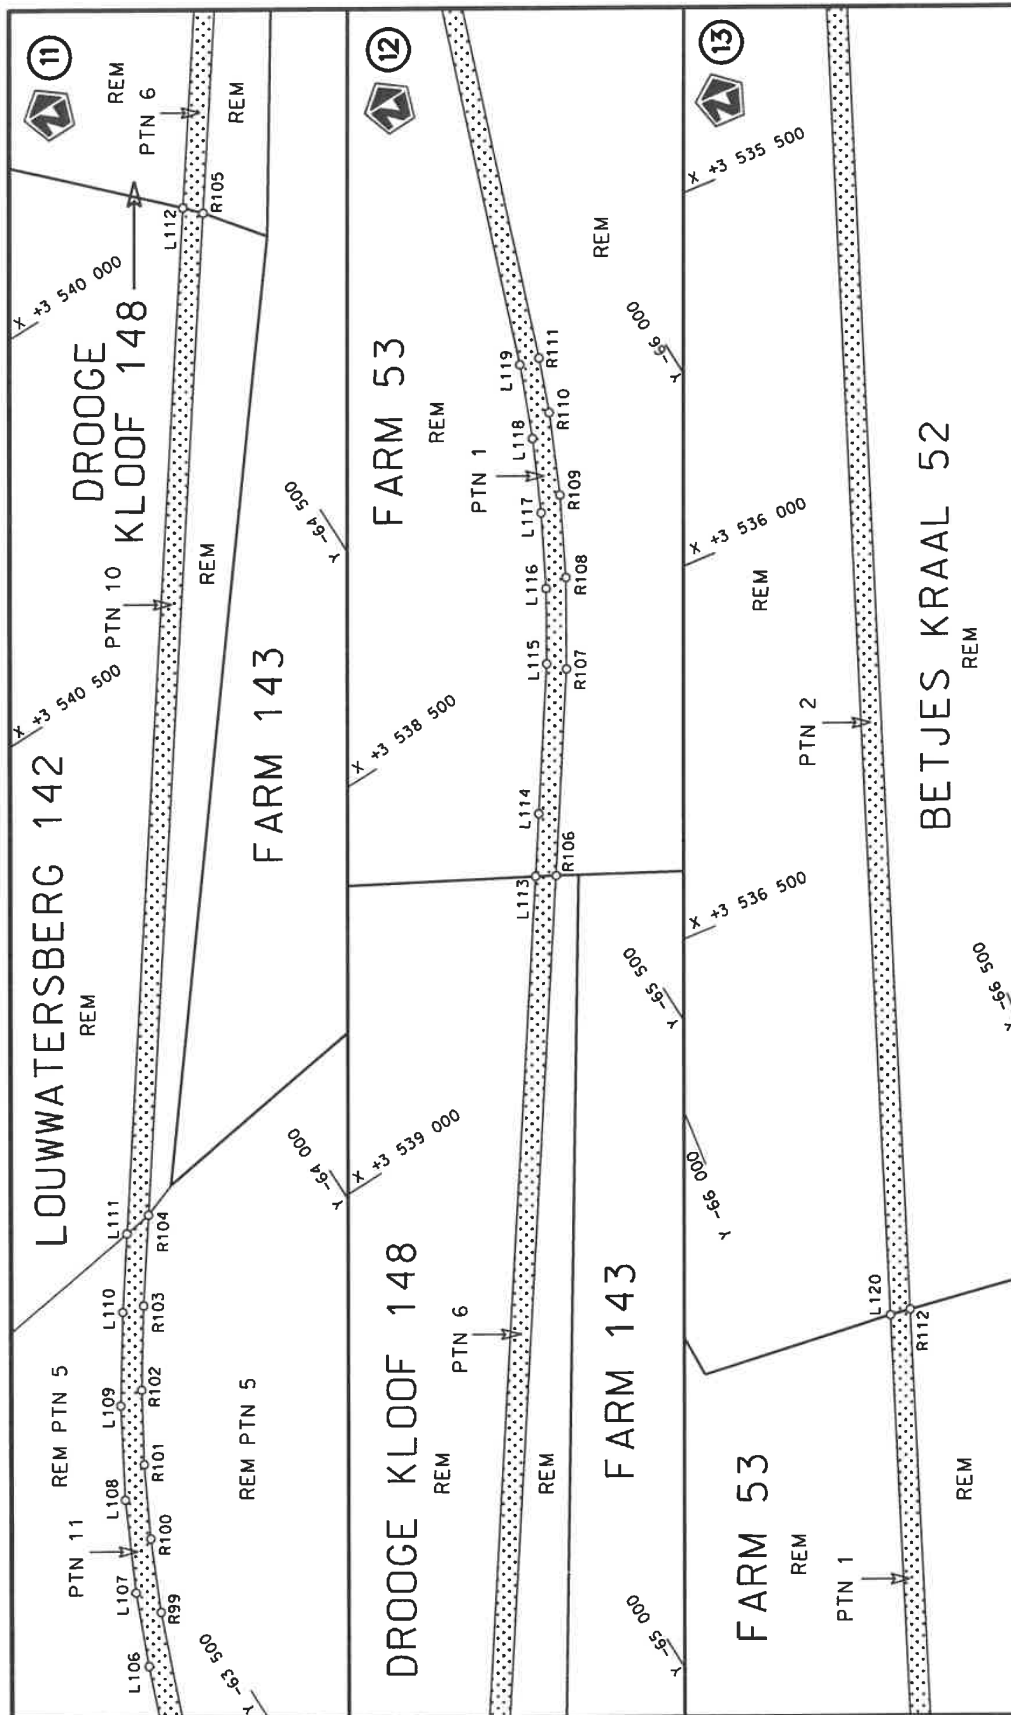 11
LOUWWATERSBERG 142
REM
DROOGE
KLOOF 148
REM
PTN 6
REM
L112
R105
X +3 540 000
X +3 540 500
PTN 10
REM
FARM 143
Y -64 500
Y -64 000
Y -63 500
REM PTN 5
PTN 11
REM PTN 5
L106
L107
L108
L109
L110
L111
R99
R100
R101
R102
R103
R104
12
DROOGE KLOOF 148
REM
PTN 6
REM
FARM 143
X +3 539 000
X +3 538 500
FARM 53
REM
PTN 1
REM
L113
L114
L115
L116
L117
L118
L119
R106
R107
R108
R109
R110
R111
Y -65 000
Y -65 500
Y -66 000
13
FARM 53
REM
PTN 1
REM
L120
R112
Y -66 000
X +3 536 500
X +3 536 000
X +3 535 500
REM
PTN 2
BETJES KRAAL 52
REM
Y -66 500